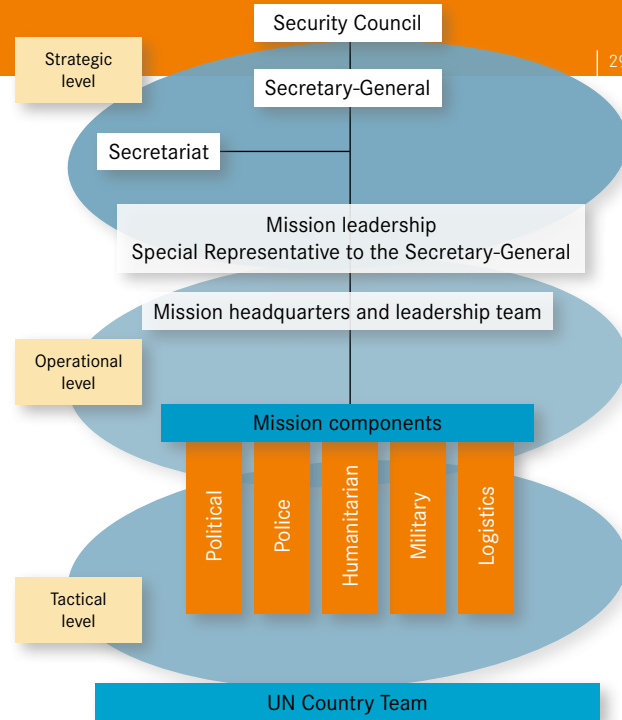 Security Council
29
Strategic
level
Secretary-General
Secretariat
Mission leadership
Special Representative to the Secretary-General
Mission headquarters and leadership team
Operational
level
Mission components
Political
Police
Humanitarian
Military
Logistics
Tactical
level
UN Country Team